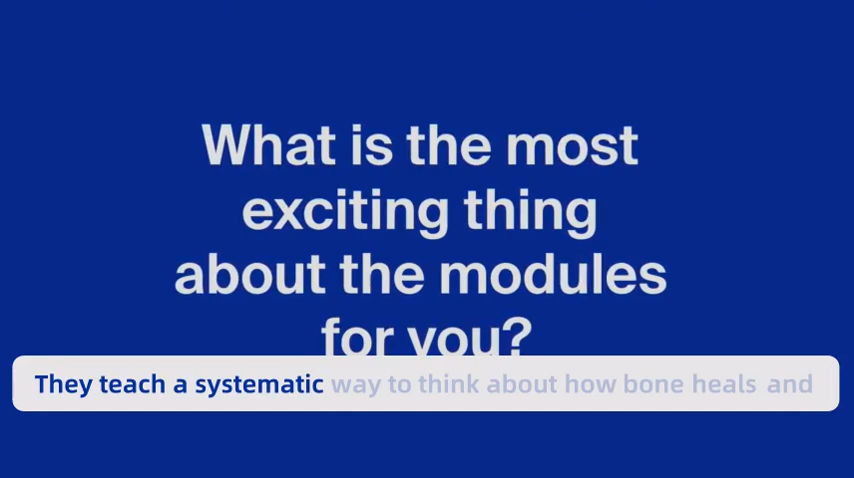 What is the most
exciting thing
about the modules
for you?
They teach a systematic way to think about how bone heals and